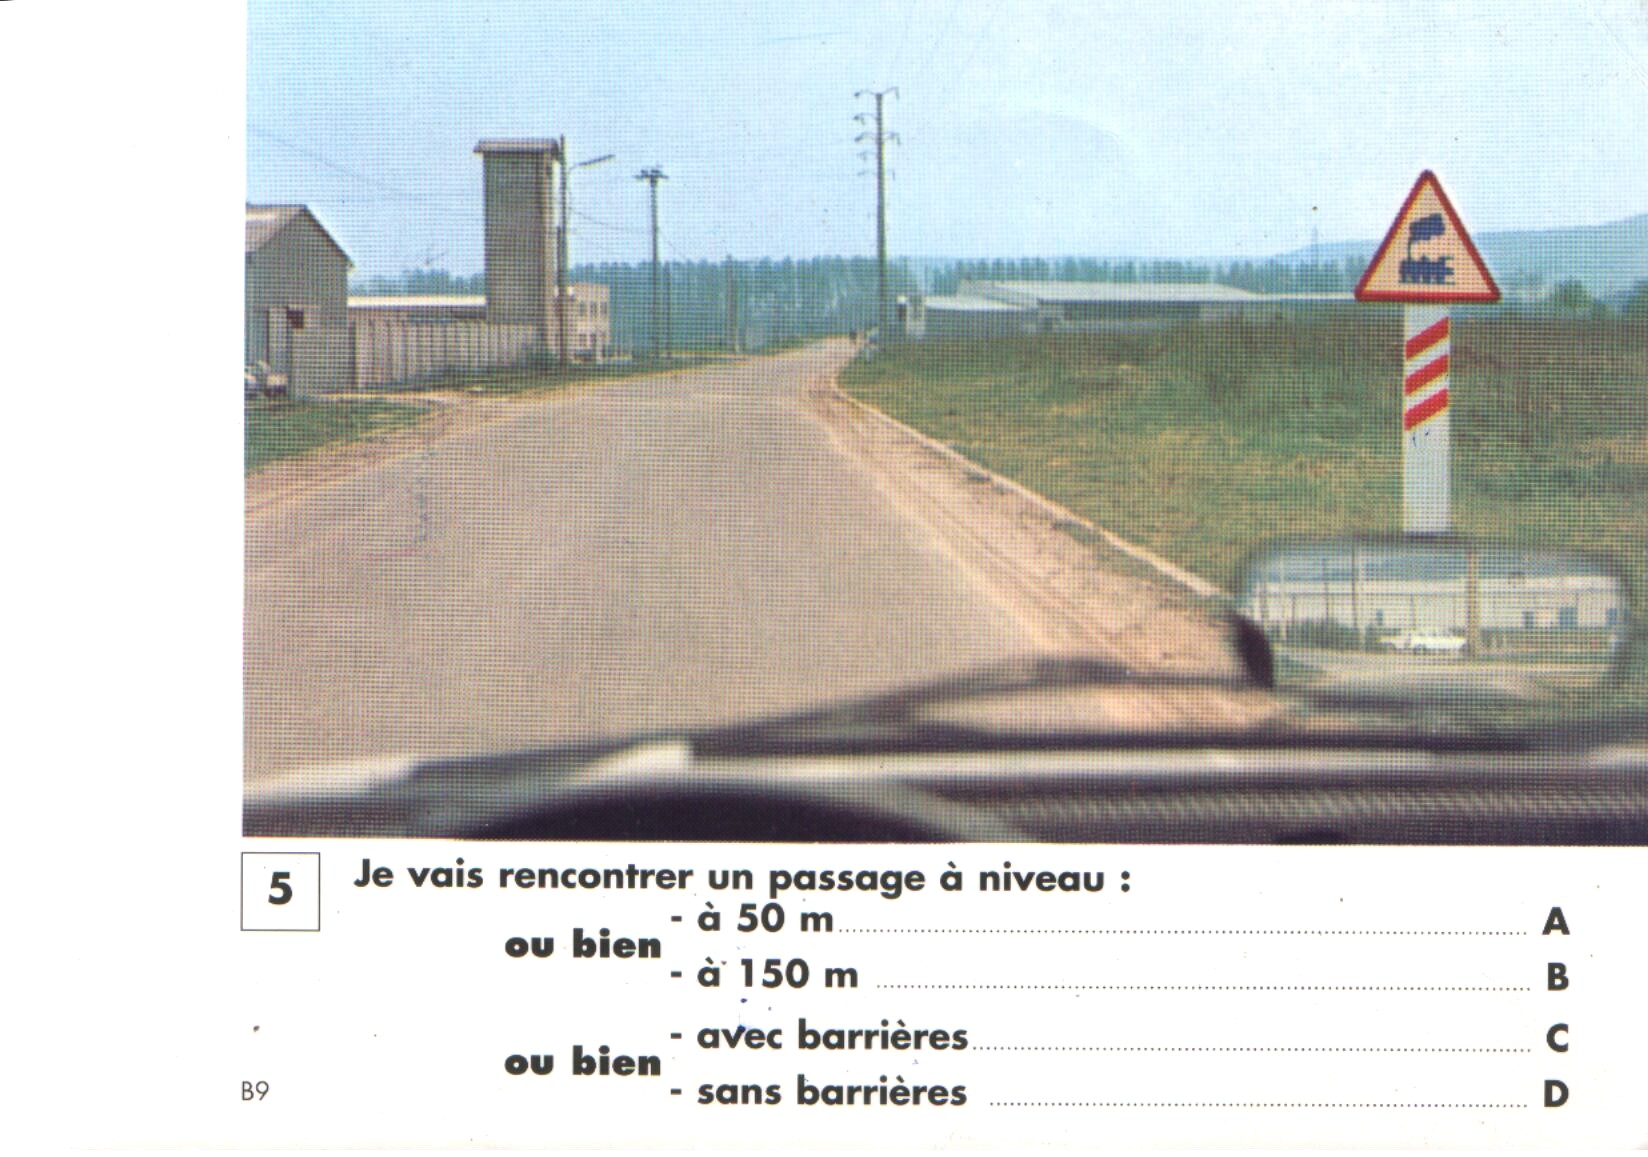 5 Je vais rencontrer un passage à niveau :
- à 50 m A
ou bien
- à 150 m B
- avec barrières C
ou bien
- sans barrières D
B9